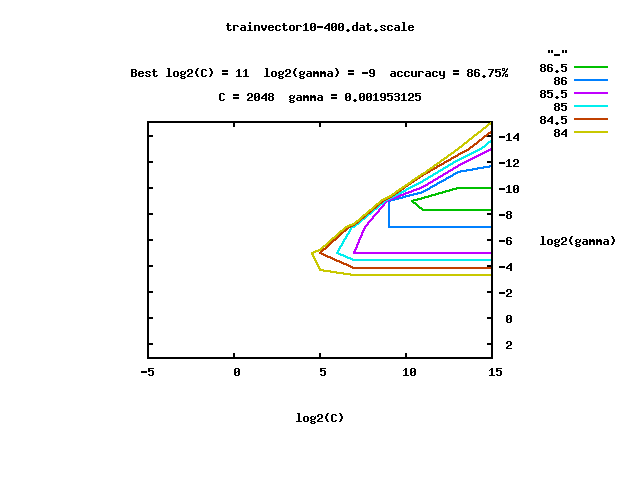 trainvector10-400.dat.scale
"-"
Best log2(C) = 11  log2(gamma) = -9  accuracy = 86.75%
C = 2048  gamma = 0.001953125
86.5
86
85.5
85
84.5
84
-14
-12
-10
-8
-6
-4
-2
0
2
log2(gamma)
-5 0 5 10 15
log2(C)